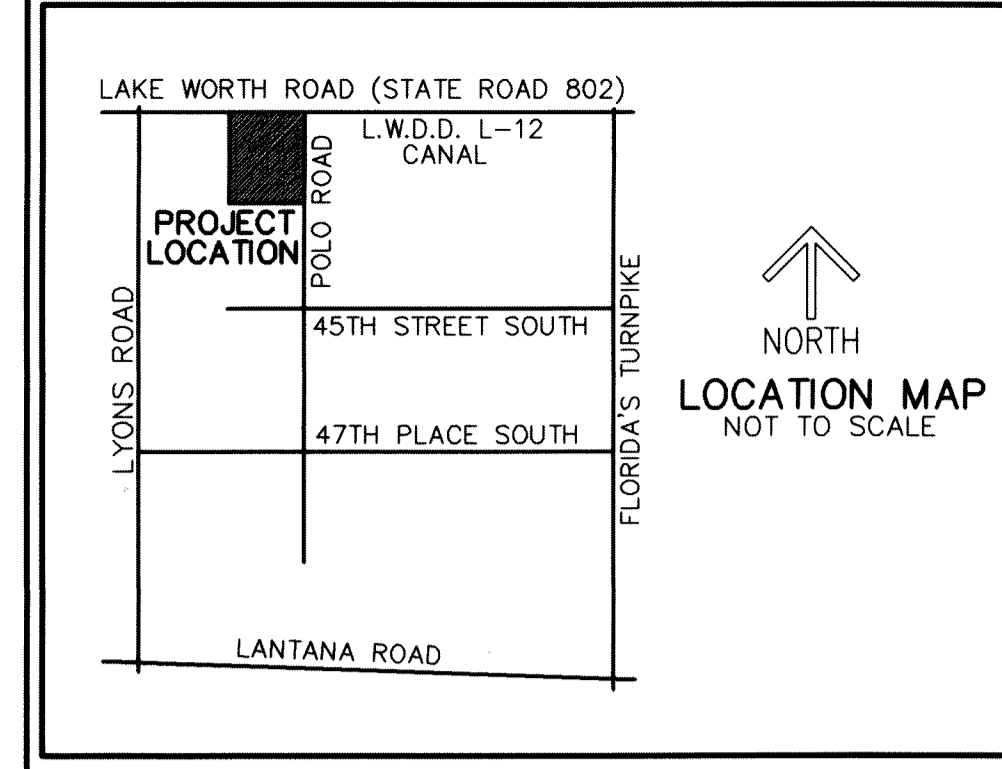 LAKE WORTH ROAD (STATE ROAD 802)
L.W.D.D. L-12
CANAL
POLO ROAD
PROJECT
LOCATION
LYONS ROAD
45TH STREET SOUTH
FLORIDA'S TURNPIKE
NORTH
LOCATION MAP
NOT TO SCALE
47TH PLACE SOUTH
LANTANA ROAD